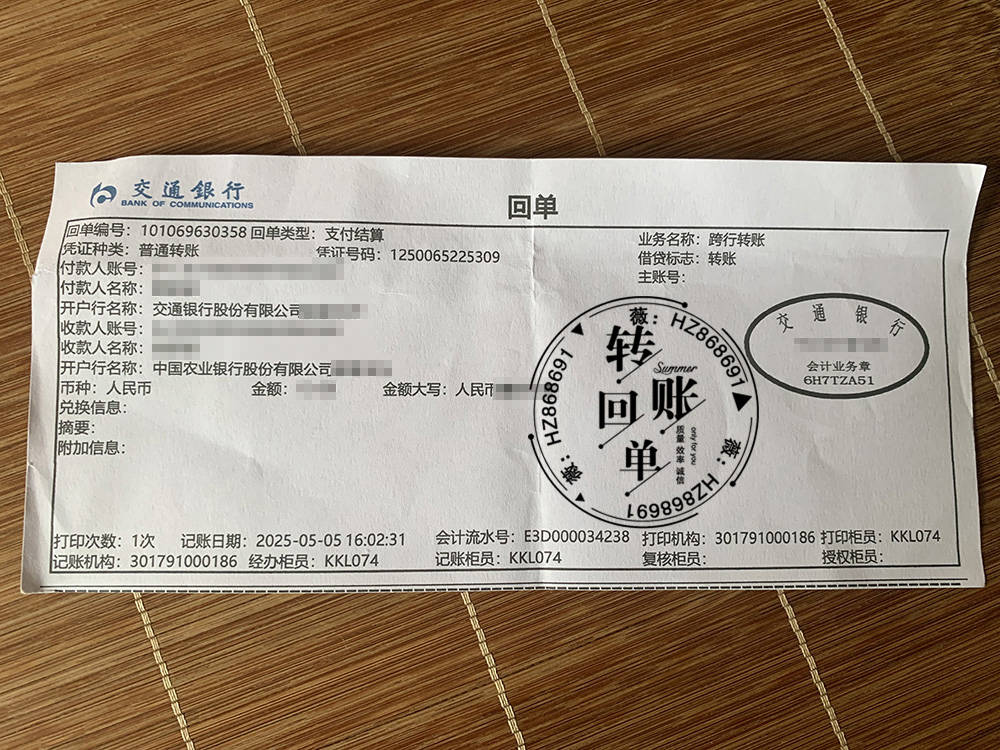 交通銀行
BANK OF COMMUNICATIONS
回单
回单编号：101069630358 回单类型：支付结算
业务名称：跨行转账
凭证种类：普通转账 凭证号码：1250065225309
借贷标志：转账
付款人账号：
主账号：
付款人名称：
开户行名称：交通银行股份有限公司
收款人账号：
收款人名称：
开户行名称：中国农业银行股份有限公司
币种：人民币 金额： 金额大写：人民币
兑换信息：
摘要：
附加信息：
薇：HZ868691
薇：HZ868691
薇：HZ868691
转账回单
Summer
only for you
质量 效率 诚信
交通银行
会计业务章
6H7TZA51
打印次数：1次 记账日期：2025-05-05 16:02:31 会计流水号：E3D000034238 打印机构：301791000186 打印柜员：KKL074
记账机构：301791000186 经办柜员：KKL074 记账柜员：KKL074 复核柜员： 授权柜员：